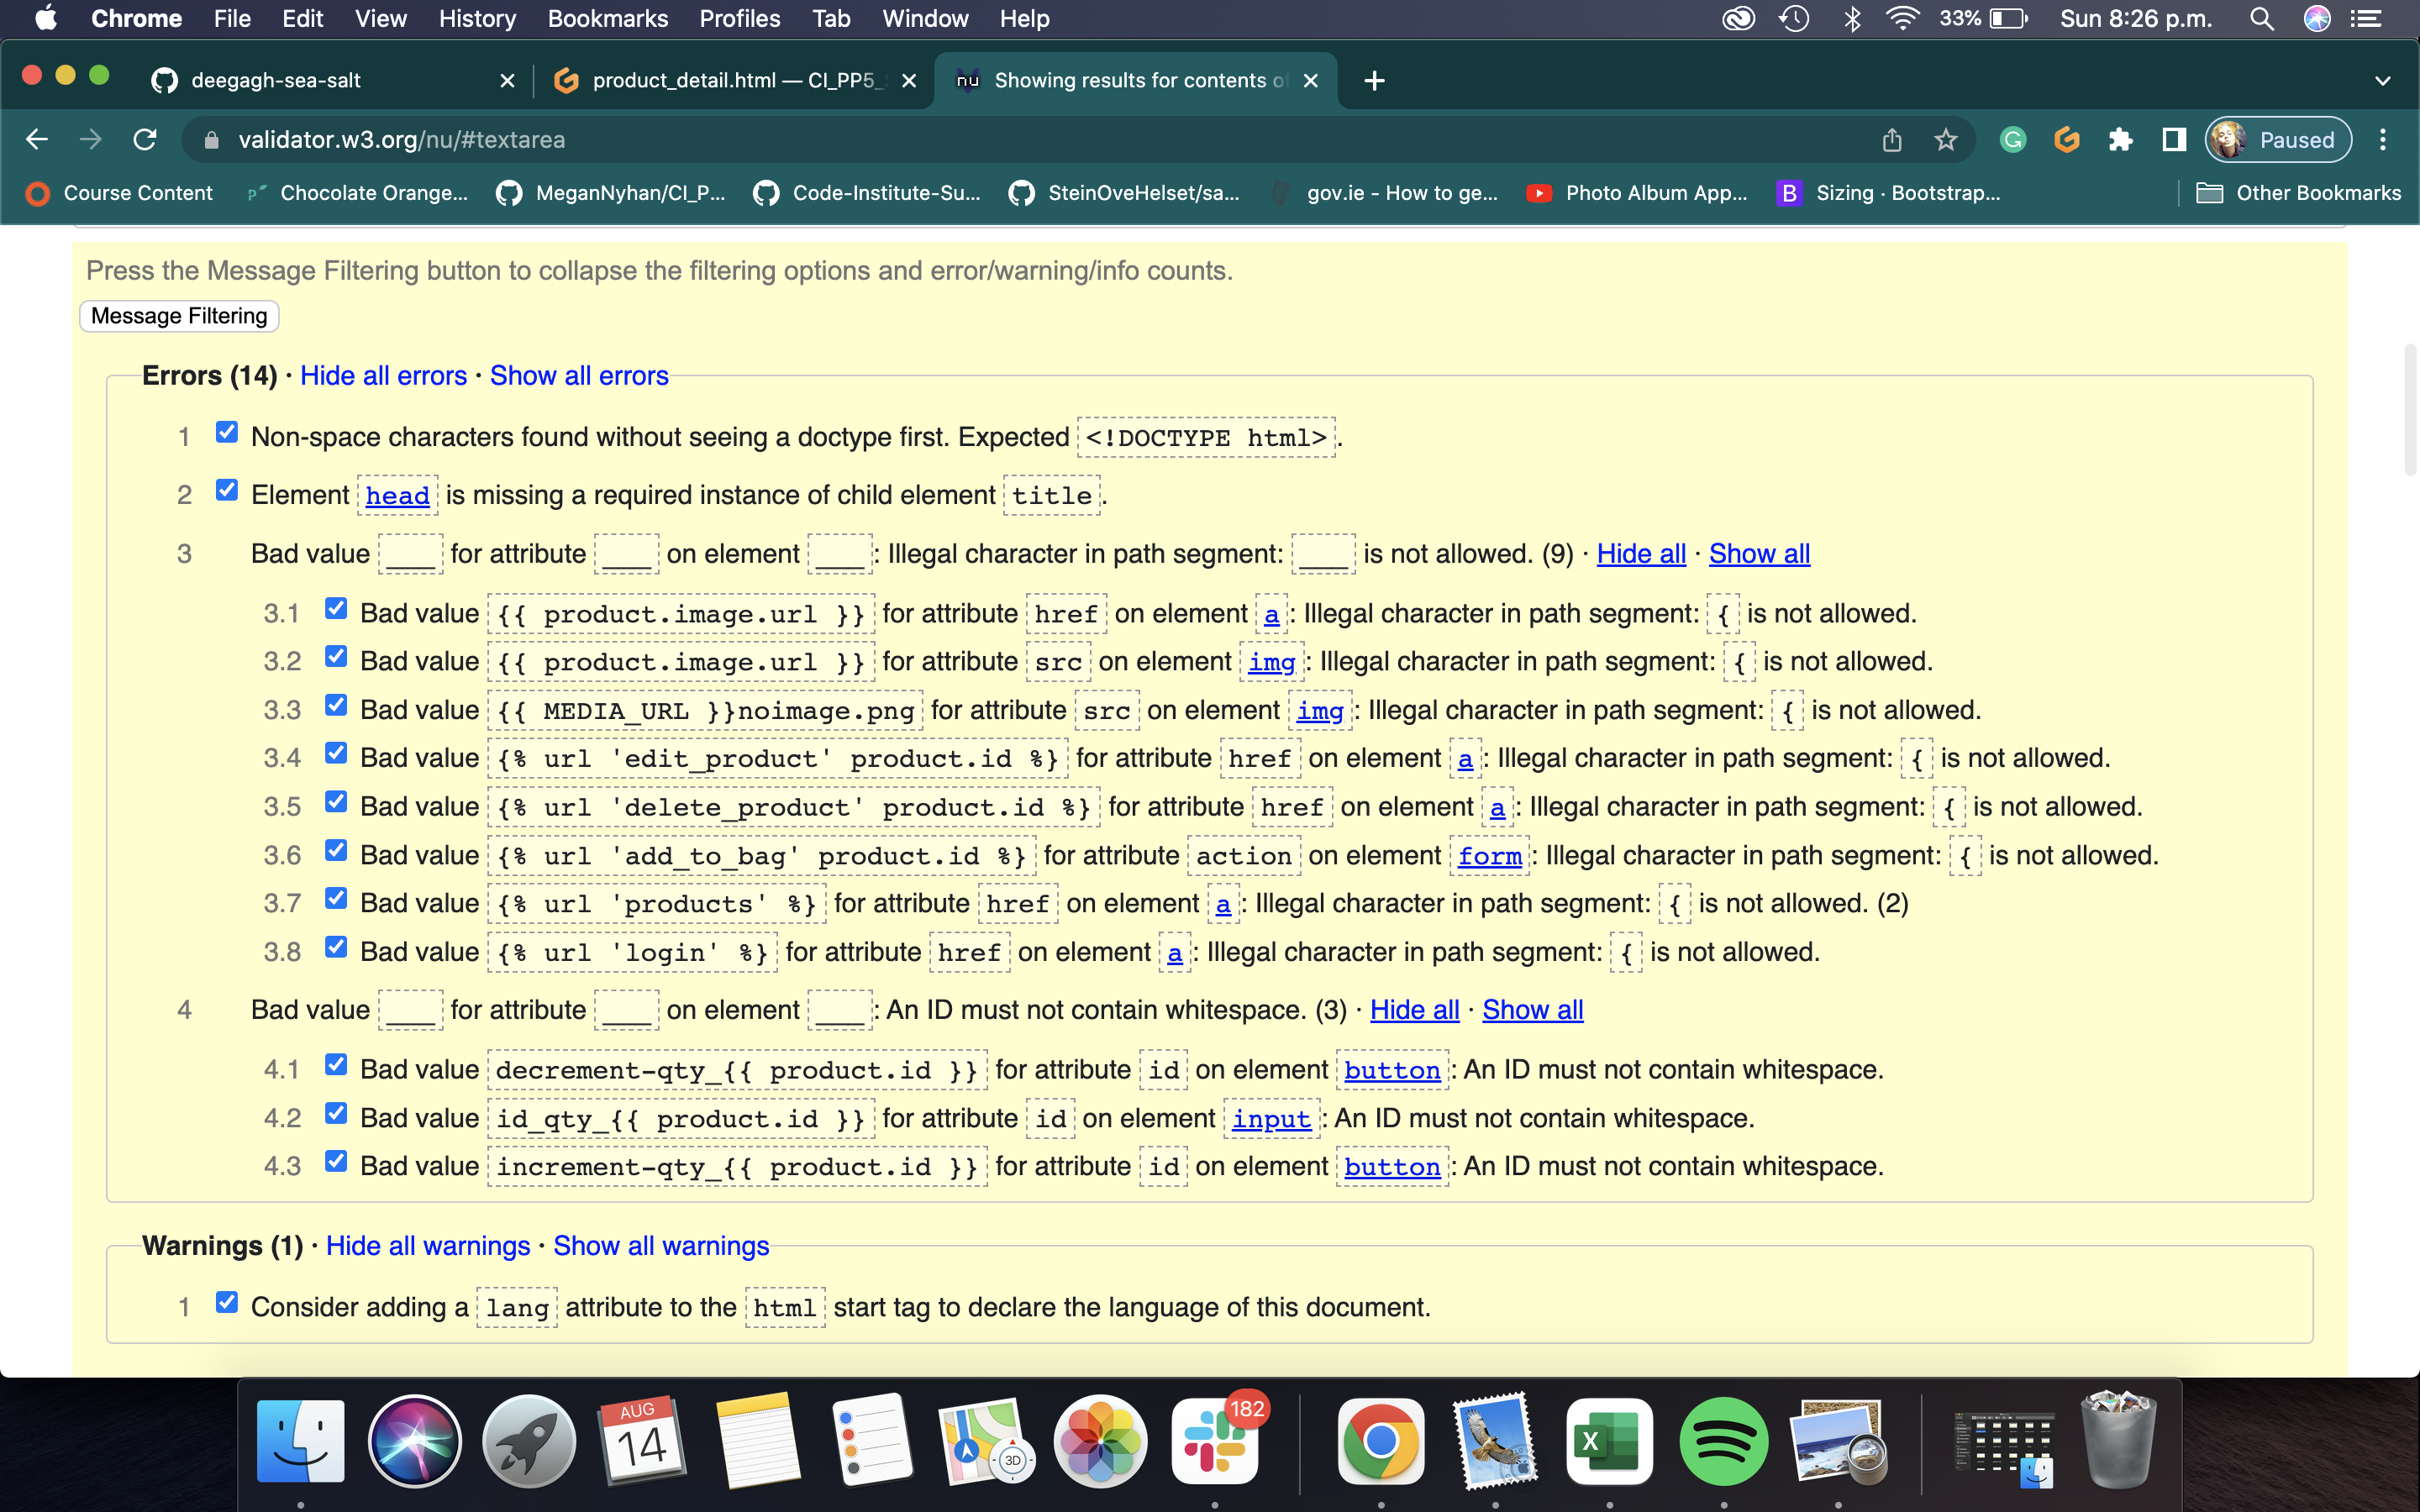 Chrome File Edit View History Bookmarks Profiles Tab Window Help 33% Sun 8:26 p.m.
deegagh-sea-salt product_detail.html — CI_PP5_ nu Showing results for contents of
validator.w3.org/nu/#textarea Paused
Course Content Chocolate Orange... MeganNyhan/CI_P... Code-Institute-Su... SteinOveHelset/sa... gov.ie - How to ge... Photo Album App... B Sizing · Bootstrap... Other Bookmarks
Press the Message Filtering button to collapse the filtering options and error/warning/info counts.
Message Filtering
Errors (14) · Hide all errors · Show all errors
1 Non-space characters found without seeing a doctype first. Expected <!DOCTYPE html>.
2 Element head is missing a required instance of child element title.
3 Bad value ___ for attribute ___ on element ___: Illegal character in path segment: ___ is not allowed. (9) · Hide all · Show all
3.1 Bad value {{ product.image.url }} for attribute href on element a: Illegal character in path segment: { is not allowed.
3.2 Bad value {{ product.image.url }} for attribute src on element img: Illegal character in path segment: { is not allowed.
3.3 Bad value {{ MEDIA_URL }}noimage.png for attribute src on element img: Illegal character in path segment: { is not allowed.
3.4 Bad value {% url 'edit_product' product.id %} for attribute href on element a: Illegal character in path segment: { is not allowed.
3.5 Bad value {% url 'delete_product' product.id %} for attribute href on element a: Illegal character in path segment: { is not allowed.
3.6 Bad value {% url 'add_to_bag' product.id %} for attribute action on element form: Illegal character in path segment: { is not allowed.
3.7 Bad value {% url 'products' %} for attribute href on element a: Illegal character in path segment: { is not allowed. (2)
3.8 Bad value {% url 'login' %} for attribute href on element a: Illegal character in path segment: { is not allowed.
4 Bad value ___ for attribute ___ on element ___: An ID must not contain whitespace. (3) · Hide all · Show all
4.1 Bad value decrement-qty_{{ product.id }} for attribute id on element button: An ID must not contain whitespace.
4.2 Bad value id_qty_{{ product.id }} for attribute id on element input: An ID must not contain whitespace.
4.3 Bad value increment-qty_{{ product.id }} for attribute id on element button: An ID must not contain whitespace.
Warnings (1) · Hide all warnings · Show all warnings
1 Consider adding a lang attribute to the html start tag to declare the language of this document.
AUG
14
3D
182
X